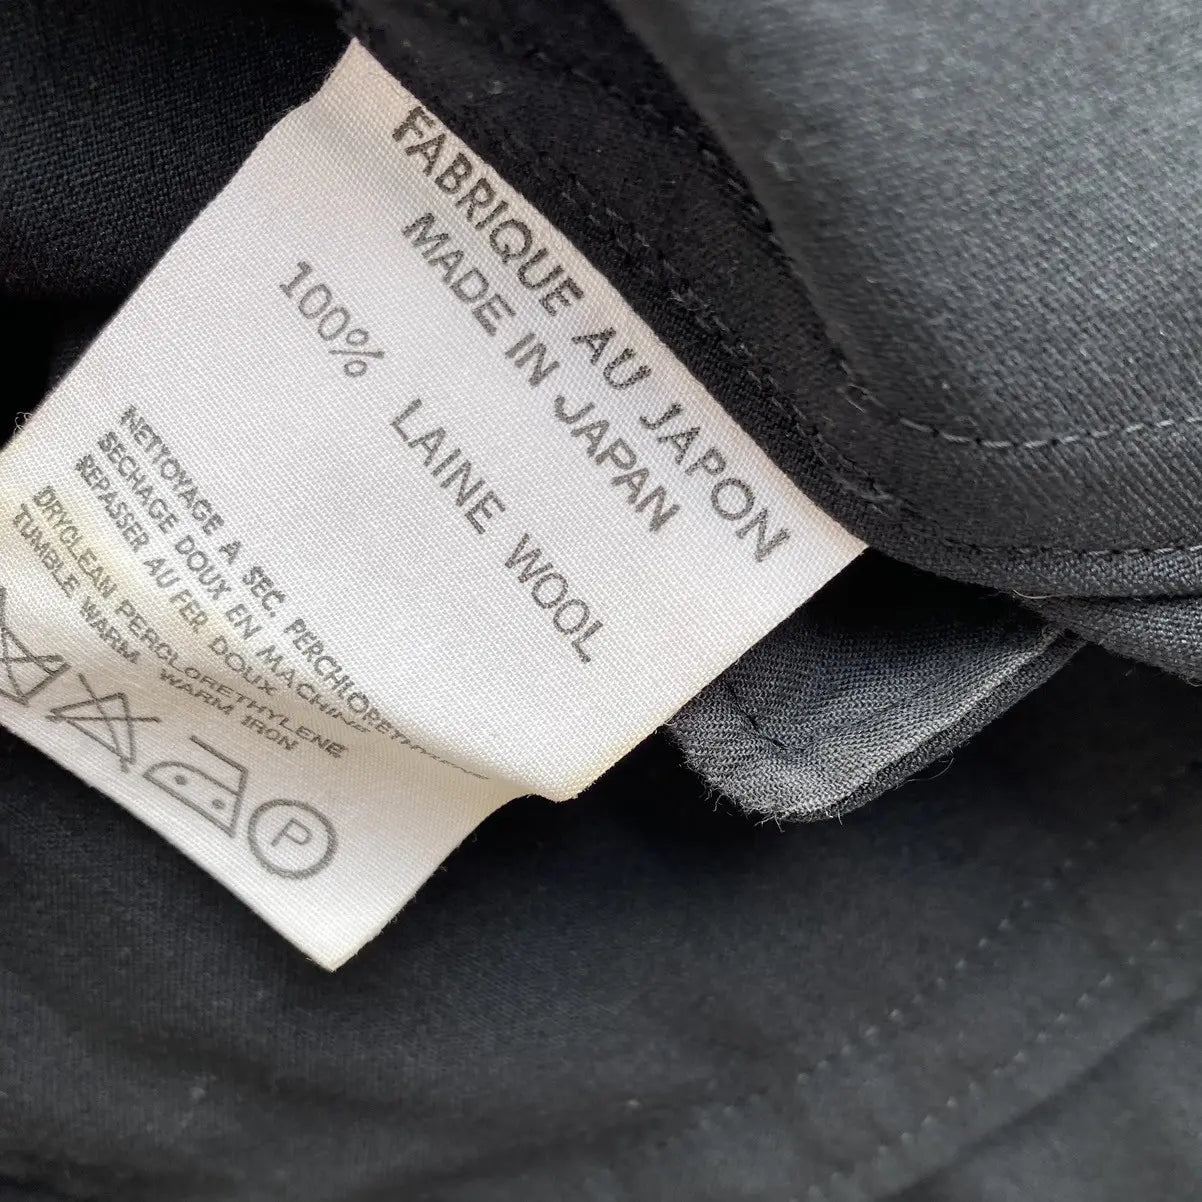 FABRIQUE AU JAPON
MADE IN JAPAN
100% LAINE WOOL
NETTOYAGE A SEC. PERCHLORETHYLENE
SECHAGE DOUX EN MACHINE
REPASSER AU FER DOUX
DRYCLEAN PERCLORETHYLENE
TUMBLE WARM WARM IRON
P